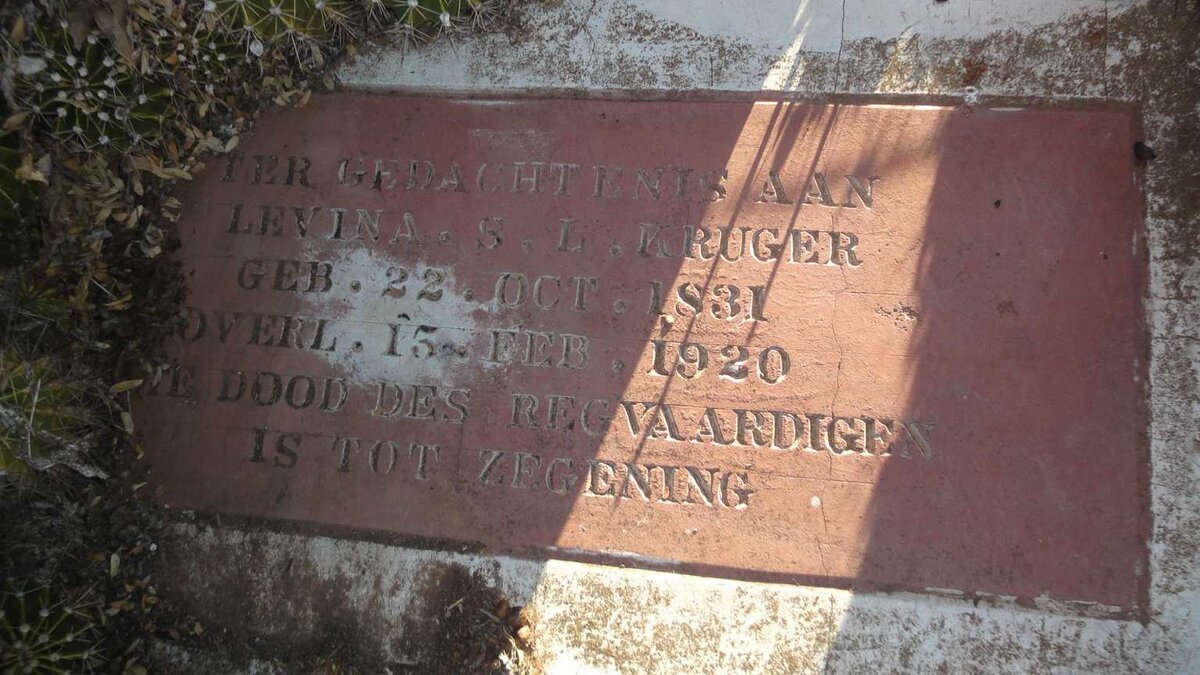 TER GEDACHTENIS AAN
LEVINA . S . L . KRUGER
GEB . 22 . OCT . 1831
OVERL . 15 . FEB . 1920
DE DOOD DES REGVAARDIGEN
IS TOT ZEGENING